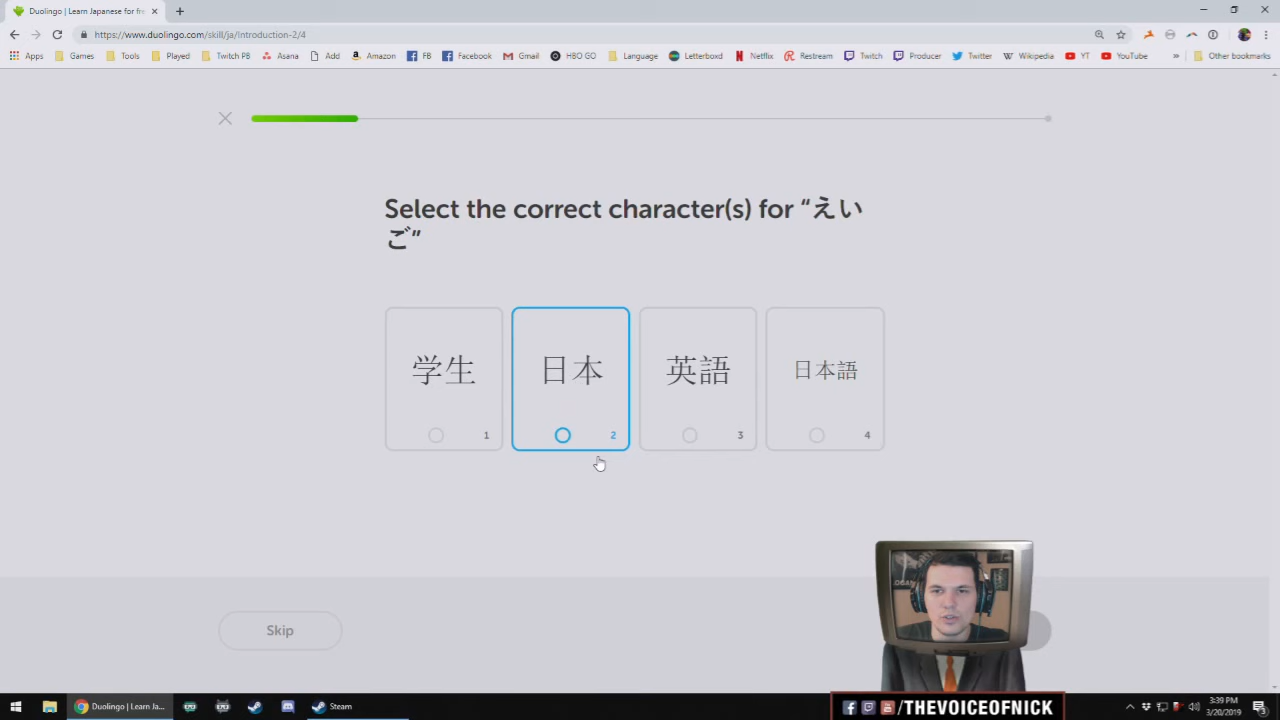 Duolingo | Learn Japanese for fr
https://www.duolingo.com/skill/ja/Introduction-2/4
Apps Games Tools Played Twitch PB Asana Add Amazon FB Facebook Gmail HBO GO Language Letterboxd Netflix Restream Twitch Producer Twitter Wikipedia YT YouTube » Other bookmarks
Select the correct character(s) for “えい
ご”
学生 日本 英語 日本語
1 2 3 4
Skip
/THEVOICEOFNICK
Duolingo | Learn Ja... Steam
3:39 PM
3/20/2019